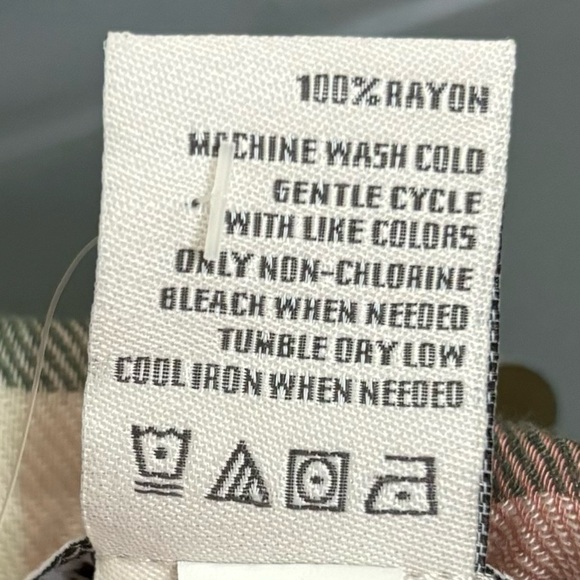 100% RAYON
MACHINE WASH COLD
GENTLE CYCLE
WITH LIKE COLORS
ONLY NON-CHLORINE
BLEACH WHEN NEEDED
TUMBLE DRY LOW
COOL IRON WHEN NEEDED